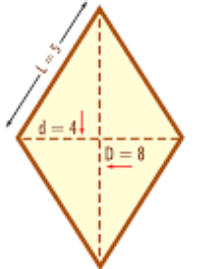 L = 5
d = 4
D = 8